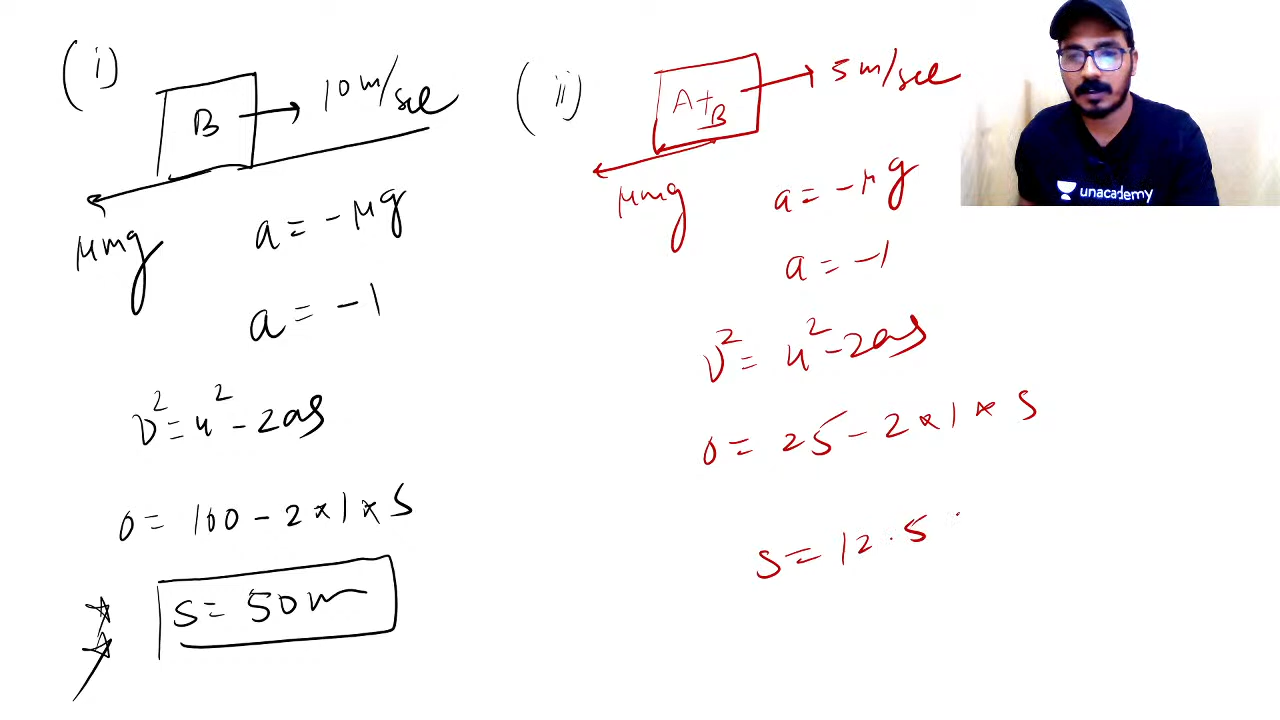 (i)
B
10 m/sec
μmg
a = -μg
a = -1
v² = u² - 2as
0 = 100 - 2*1*s
s = 50m
(ii)
A+B
5 m/sec
μmg
a = -μg
a = -1
v² = u² - 2as
0 = 25 - 2*1*s
s = 12.5
unacademy